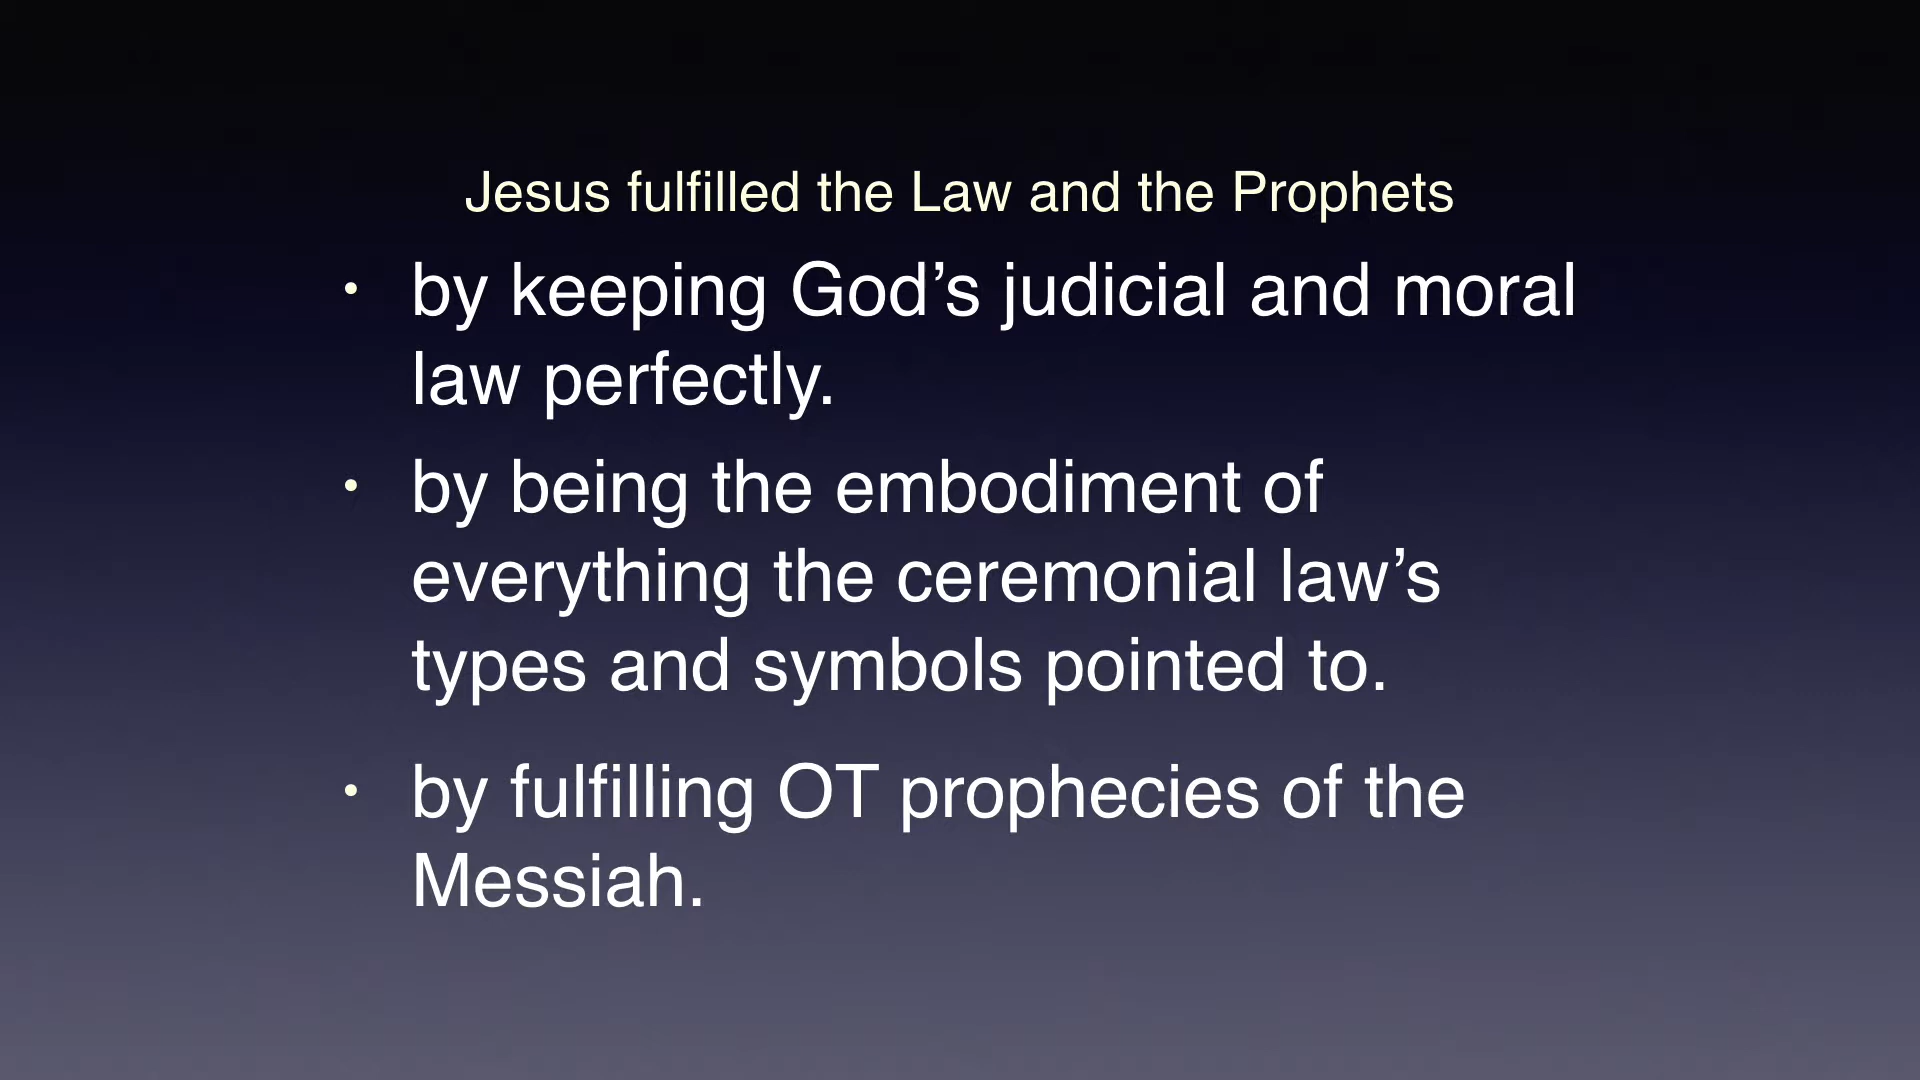 Jesus fulfilled the Law and the Prophets
• by keeping God’s judicial and moral
law perfectly.
• by being the embodiment of
everything the ceremonial law’s
types and symbols pointed to.
• by fulfilling OT prophecies of the
Messiah.